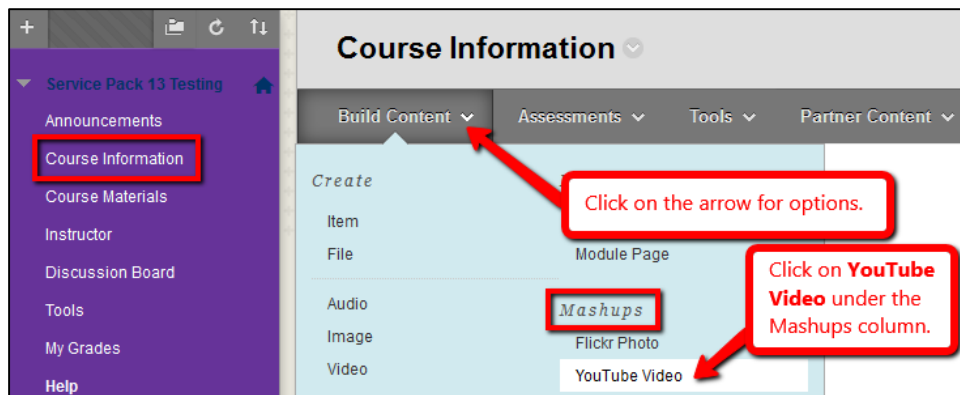 Course Information
Service Pack 13 Testing
Announcements
Course Information
Course Materials
Instructor
Discussion Board
Tools
My Grades
Help
Build Content
Assessments
Tools
Partner Content
Create
Item
File
Audio
Image
Video
Module Page
Mashups
Flickr Photo
YouTube Video
Click on the arrow for options.
Click on YouTube
Video under the
Mashups column.